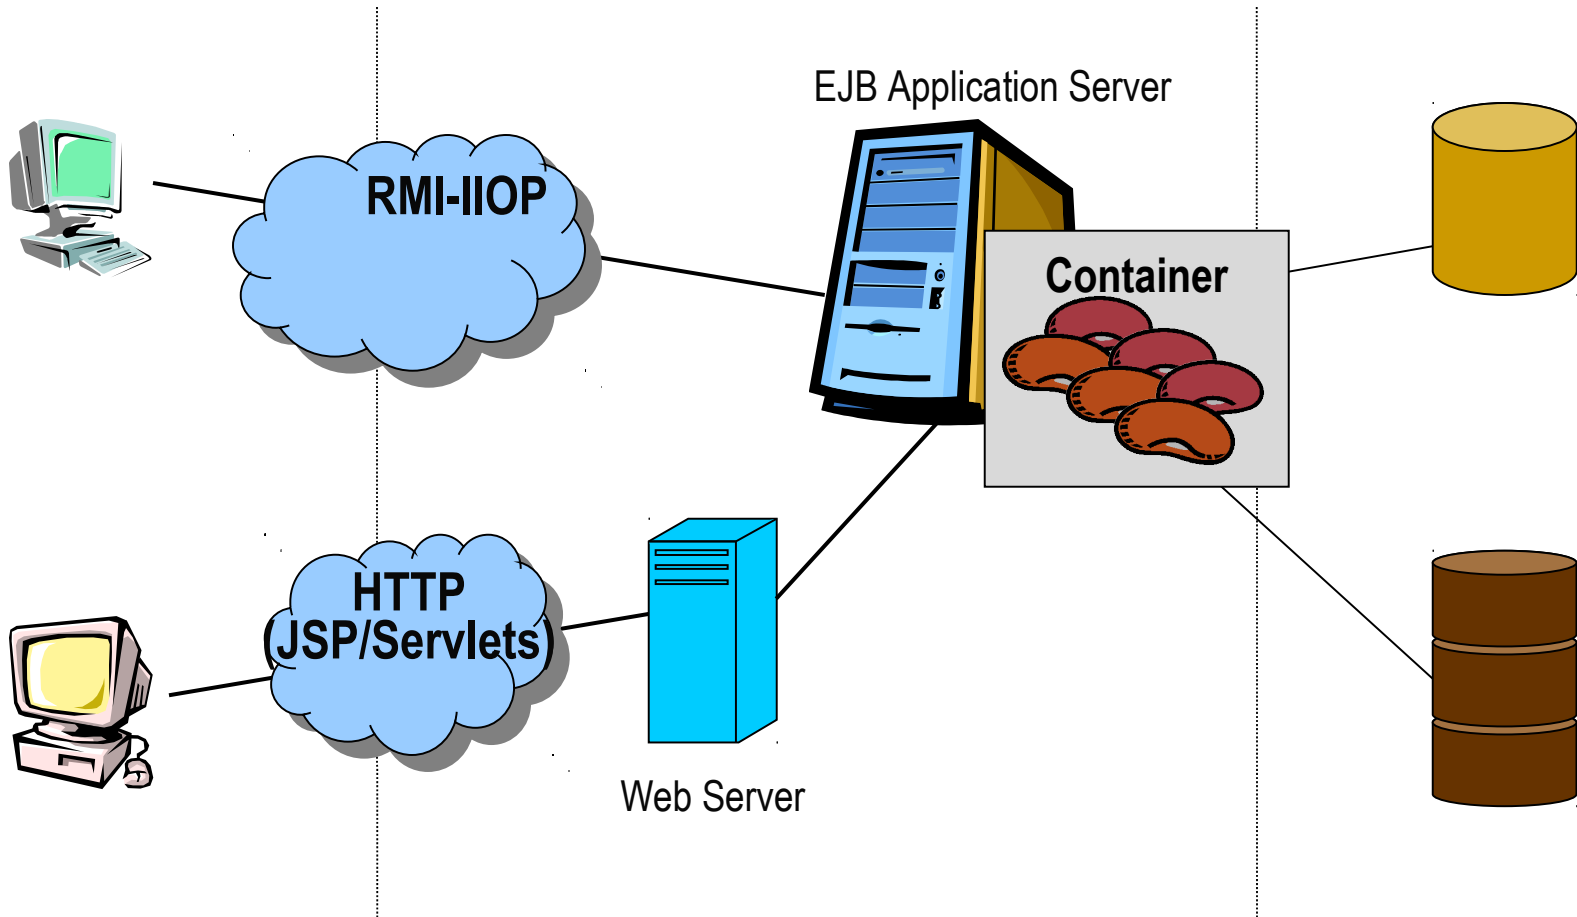 EJB Application Server
RMI-IIOP
Container
HTTP
(JSP/Servlets)
Web Server